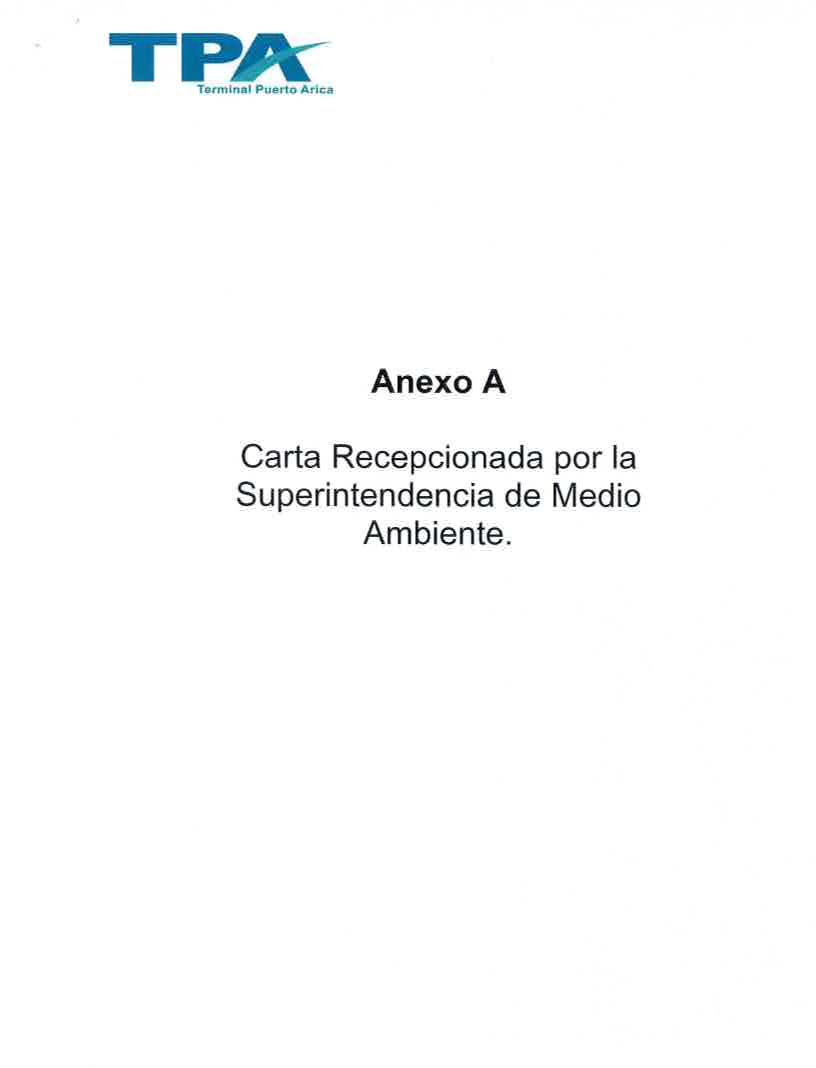 TPA
Terminal Puerto Arica
Anexo A
Carta Recepcionada por la
Superintendencia de Medio
Ambiente.